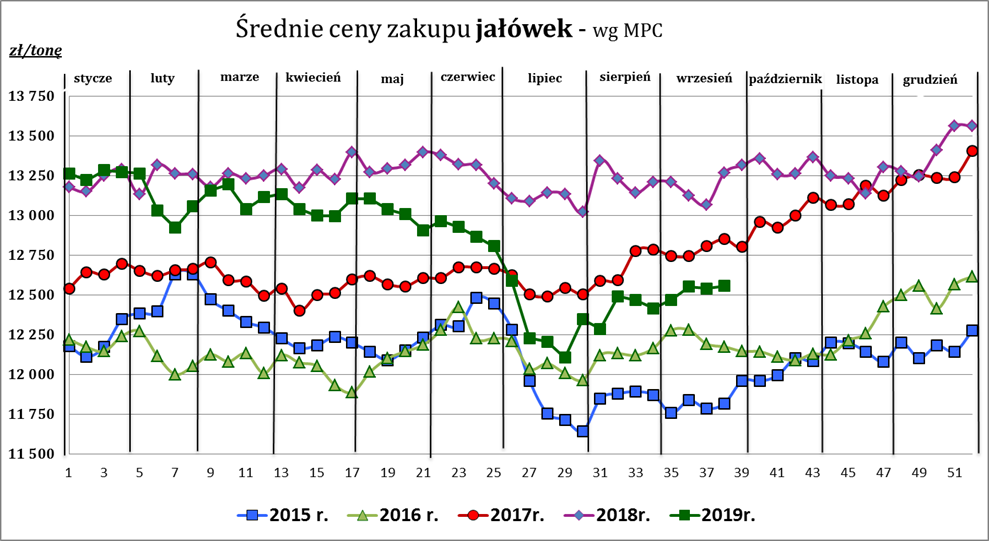 Średnie ceny zakupu jałówek - wg MPC
zł/tonę
stycze luty marze kwiecień maj czerwiec lipiec sierpień wrzesień październik listopa grudzień
13 750
13 500
13 250
13 000
12 750
12 500
12 250
12 000
11 750
11 500
1 3 5 7 9 11 13 15 17 19 21 23 25 27 29 31 33 35 37 39 41 43 45 47 49 51
2015 r. 2016 r. 2017r. 2018r. 2019r.